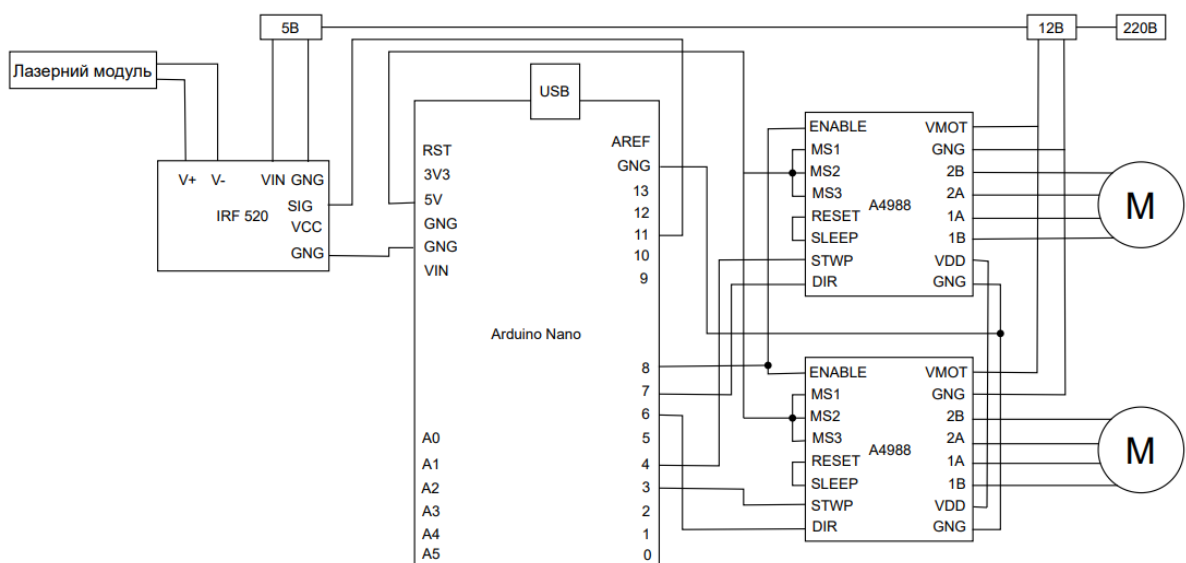 5В
12В
220В
Лазерний модуль
V+ V- VIN GNG
SIG
IRF 520
VCC
GNG
USB
RST
3V3
5V
GNG
GNG
VIN
Arduino Nano
A0
A1
A2
A3
A4
A5
AREF
GNG
13
12
11
10
9
8
7
6
5
4
3
2
1
0
ENABLE
MS1
MS2
MS3
RESET
SLEEP
STWP
DIR
A4988
VMOT
GNG
2B
2A
1A
1B
VDD
GNG
М
ENABLE
MS1
MS2
MS3
RESET
SLEEP
STWP
DIR
A4988
VMOT
GNG
2B
2A
1A
1B
VDD
GNG
М